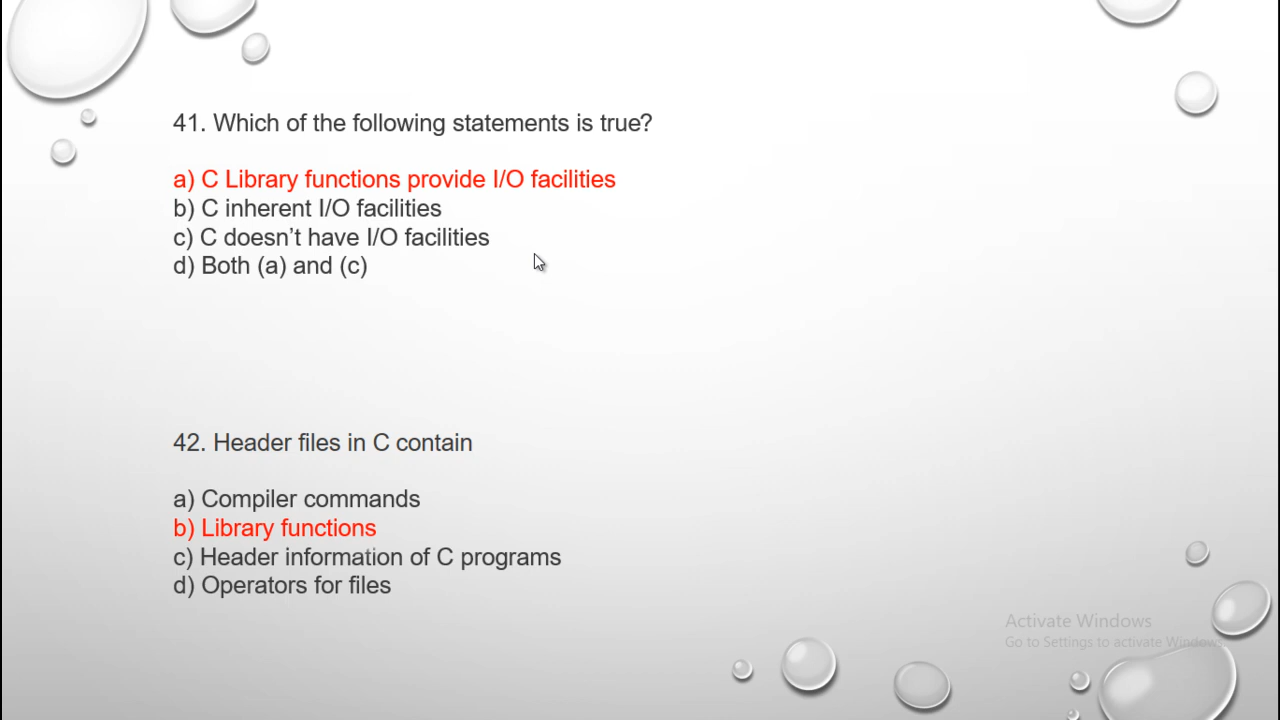 41. Which of the following statements is true?
a) C Library functions provide I/O facilities
b) C inherent I/O facilities
c) C doesn’t have I/O facilities
d) Both (a) and (c)
42. Header files in C contain
a) Compiler commands
b) Library functions
c) Header information of C programs
d) Operators for files
Activate Windows
Go to Settings to activate Windows.